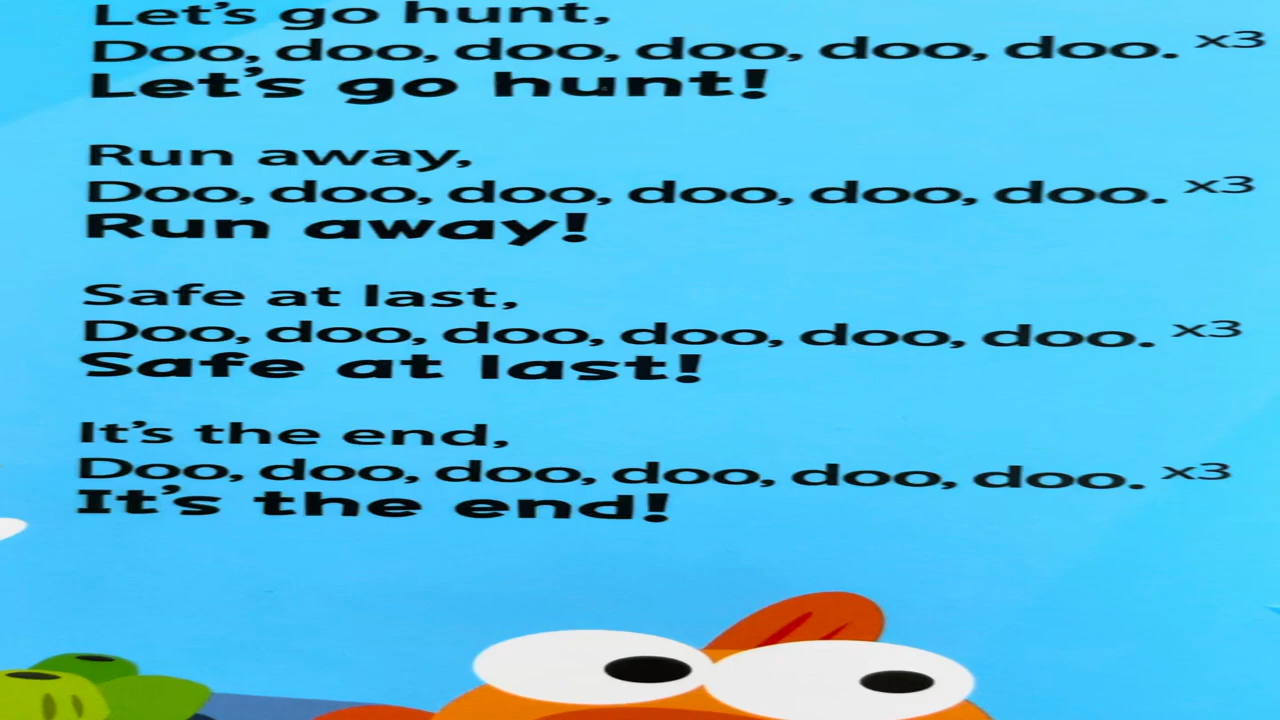 Let's go hunt,
Doo, doo, doo, doo, doo, doo. x3
Let's go hunt!
Run away,
Doo, doo, doo, doo, doo, doo. x3
Run away!
Safe at last,
Doo, doo, doo, doo, doo, doo. x3
Safe at last!
It's the end,
Doo, doo, doo, doo, doo, doo. x3
It's the end!